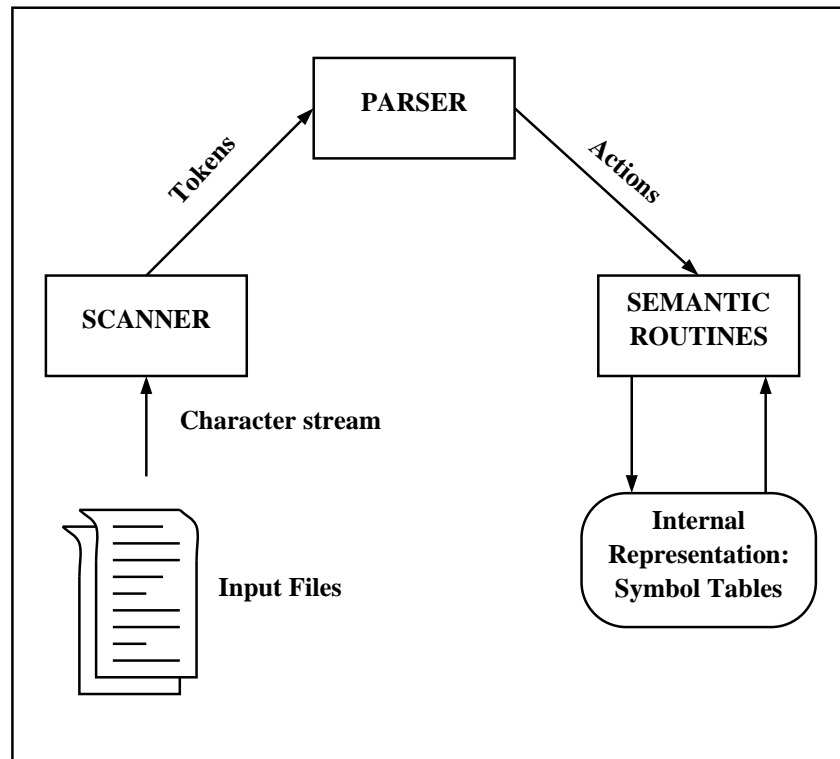 PARSER
Tokens
Actions
SCANNER
SEMANTIC
ROUTINES
Character stream
Internal
Representation:
Symbol Tables
Input Files